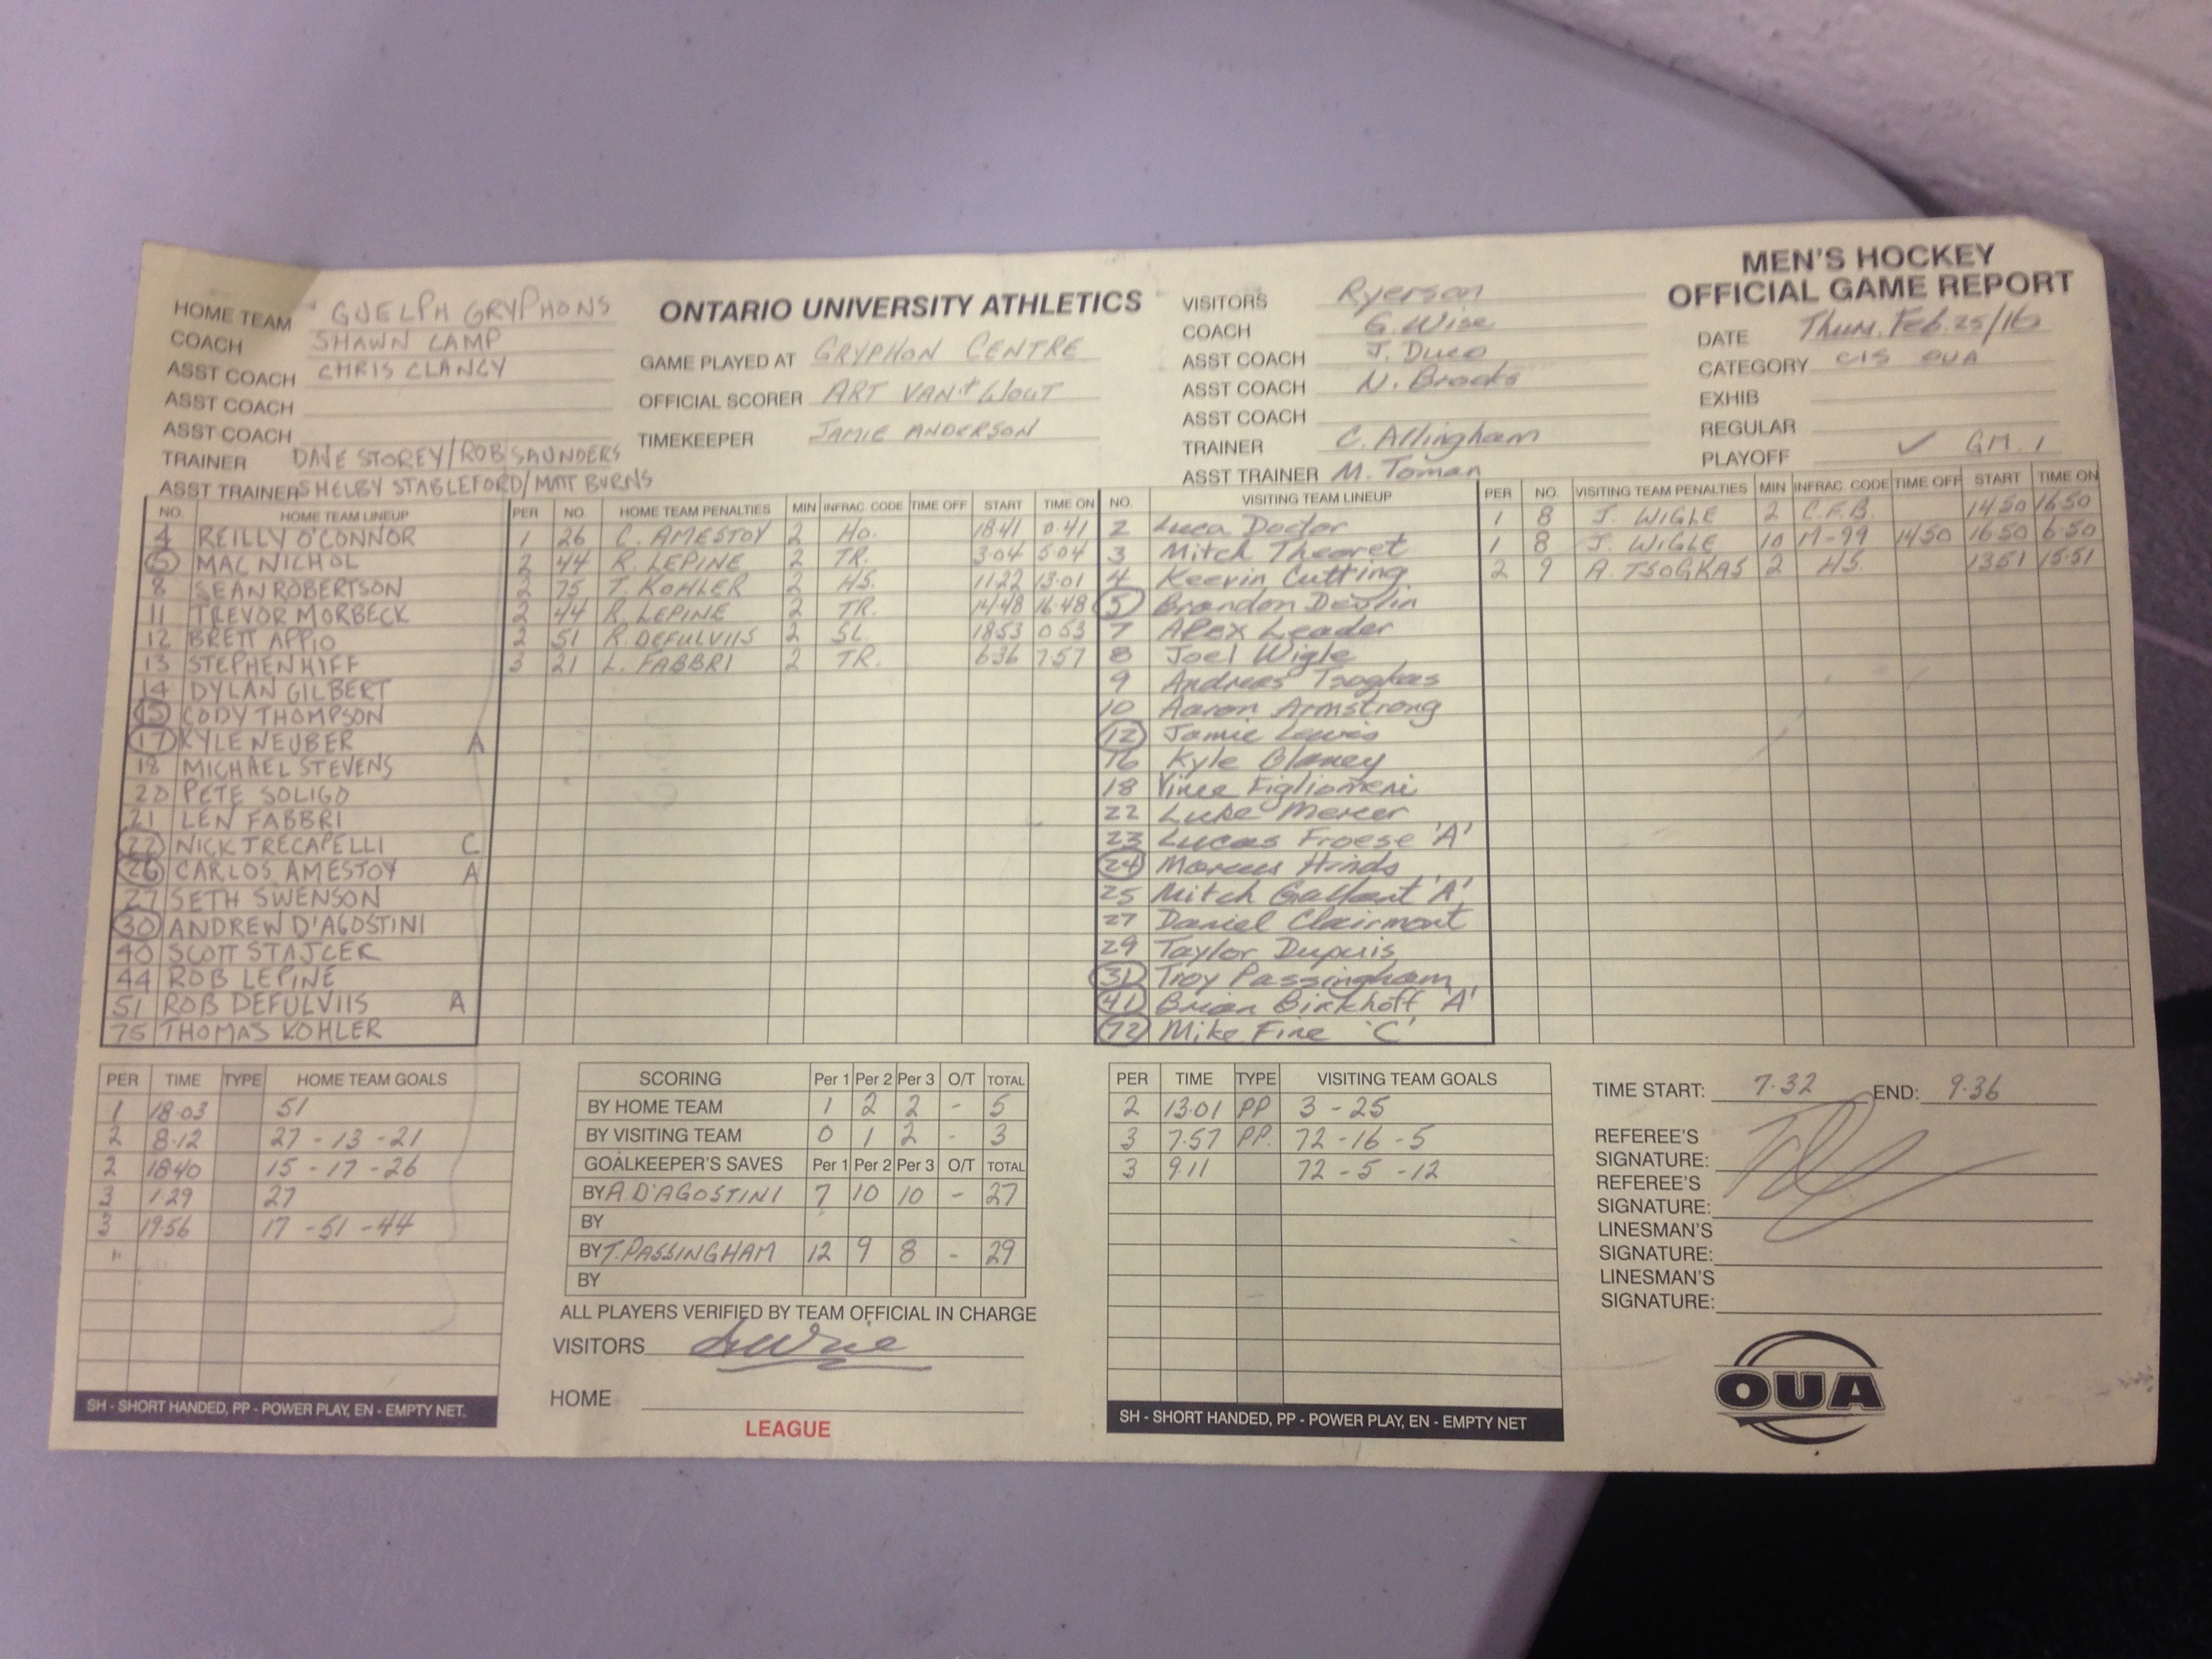 MEN'S HOCKEY
OFFICIAL GAME REPORT
ONTARIO UNIVERSITY ATHLETICS
HOME TEAM GUELPH GRYPHONS
COACH SHAWN CAMP
ASST COACH CHRIS CLANCY
ASST COACH
ASST COACH
TRAINER DAVE STOREY/ROB SAUNDERS
ASST TRAINER SHELBY STABLEFORD/MATT BURNS
GAME PLAYED AT GRYPHON CENTRE
OFFICIAL SCORER ART VAN'T WOUT
TIMEKEEPER JAMIE ANDERSON
VISITORS Ryerson
COACH G. Wise
ASST COACH J. Duco
ASST COACH N. Brooks
ASST COACH
TRAINER C. Allingham
ASST TRAINER M. Toman
DATE Thurs. Feb. 25/16
CATEGORY CIS OUA
EXHIB
REGULAR
PLAYOFF ✓ GM. 1
NO. HOME TEAM LINEUP
4 REILLY O'CONNOR
5 MAC NICHOL
8 SEAN ROBERTSON
11 TREVOR MORBECK
12 BRETT APPIO
13 STEPHEN HIFF
14 DYLAN GILBERT
15 CODY THOMPSON
17 KYLE NEUBER A
18 MICHAEL STEVENS
20 PETE SOLIGO
21 LEN FABBRI
22 NICK TRECAPELLI C
26 CARLOS AMESTOY A
27 SETH SWENSON
30 ANDREW D'AGOSTINI
40 SCOTT STAJCER
44 ROB LEPINE
51 ROB DEFULVIIS A
75 THOMAS KOHLER
PER NO. HOME TEAM PENALTIES MIN INFRAC. CODE TIME OFF START TIME ON
1 26 C. AMESTOY 2 HO. 18:41 0:41
2 44 R. LEPINE 2 TR. 3:04 5:04
2 75 T. KOHLER 2 HS. 11:22 13:01
2 44 R. LEPINE 2 TR. 14:48 16:48
2 51 R. DEFULVIIS 2 SL. 18:53 0:53
3 21 L. FABBRI 2 TR. 6:36 7:57
NO. VISITING TEAM LINEUP
2 Luca Doctor
3 Mitch Theoret
4 Keevin Cutting
5 Brandon Devlin
7 Alex Leader
8 Joel Wigle
9 Andreas Tsogkas
10 Aaron Armstrong
12 Jamie Lewis
16 Kyle Blaney
18 Vince Figliomeni
22 Luke Mercer
23 Lucas Froese 'A'
24 Marcus Hinds
25 Mitch Gallant 'A'
27 Daniel Clairmont
29 Taylor Dupuis
31 Troy Passingham
41 Brian Birkhoff 'A'
72 Mike Fine 'C'
PER NO. VISITING TEAM PENALTIES MIN INFRAC. CODE TIME OFF START TIME ON
1 8 J. WIGLE 2 C.F.B. 14:50 16:50
1 8 J. WIGLE 10 M-99 14:50 16:50 6:50
2 9 A. TSOGKAS 2 HS. 13:51 15:51
PER TIME TYPE HOME TEAM GOALS
1 18:03 51
2 8:12 27 - 13 - 21
2 18:40 15 - 17 - 26
3 1:29 27
3 19:56 17 - 51 - 44
SH - SHORT HANDED, PP - POWER PLAY, EN - EMPTY NET.
SCORING Per 1 Per 2 Per 3 O/T TOTAL
BY HOME TEAM 1 2 2 - 5
BY VISITING TEAM 0 1 2 - 3
GOALKEEPER'S SAVES Per 1 Per 2 Per 3 O/T TOTAL
BY A. D'AGOSTINI 7 10 10 - 27
BY
BY T. PASSINGHAM 12 9 8 - 29
BY
ALL PLAYERS VERIFIED BY TEAM OFFICIAL IN CHARGE
VISITORS
HOME
LEAGUE
PER TIME TYPE VISITING TEAM GOALS
2 13:01 PP 3 - 25
3 7:57 PP. 72 - 16 - 5
3 9:11 72 - 5 - 12
SH - SHORT HANDED, PP - POWER PLAY, EN - EMPTY NET
TIME START: 7:32 END: 9:36
REFEREE'S
SIGNATURE:
REFEREE'S
SIGNATURE:
LINESMAN'S
SIGNATURE:
LINESMAN'S
SIGNATURE:
OUA